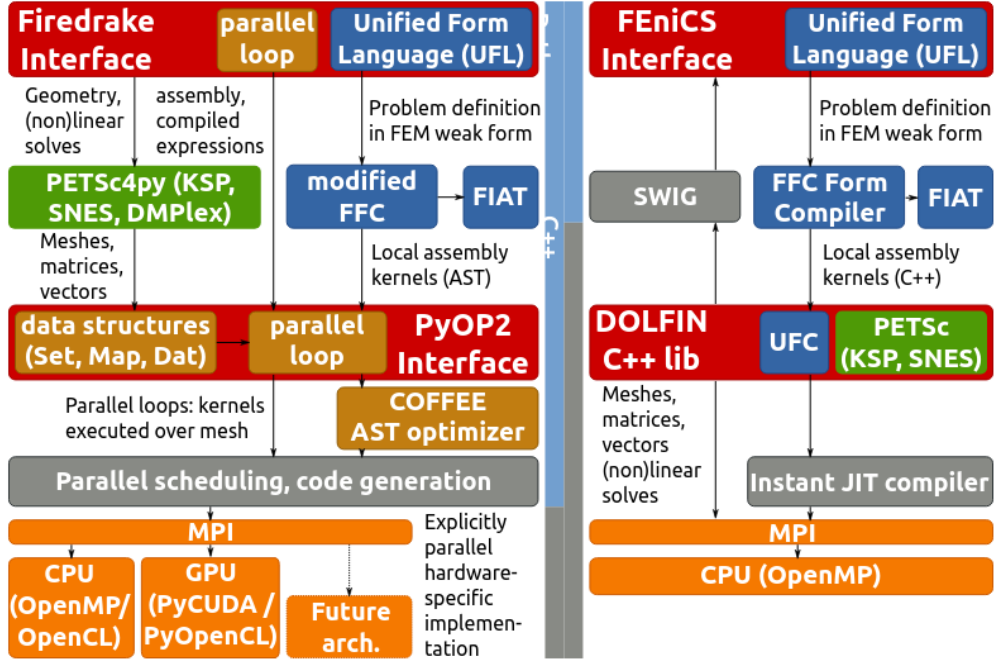 Firedrake
Interface
parallel
loop
Unified Form
Language (UFL)
Geometry,
(non)linear
solves
assembly,
compiled
expressions
Problem definition
in FEM weak form
PETSc4py (KSP,
SNES, DMPlex)
modified
FFC
FIAT
Meshes,
matrices,
vectors
Local assembly
kernels (AST)
data structures
(Set, Map, Dat)
parallel
loop
PyOP2
Interface
Parallel loops: kernels
executed over mesh
COFFEE
AST optimizer
Parallel scheduling, code generation
MPI
CPU
(OpenMP/
OpenCL)
GPU
(PyCUDA /
PyOpenCL)
Future
arch.
Explicitly
parallel
hardware-
specific
implemen-
tation
C++
FEniCS
Interface
Unified Form
Language (UFL)
Problem definition
in FEM weak form
SWIG
FFC Form
Compiler
FIAT
Local assembly
kernels (C++)
DOLFIN
C++ lib
UFC
PETSc
(KSP, SNES)
Meshes,
matrices,
vectors
(non)linear
solves
Instant JIT compiler
MPI
CPU (OpenMP)